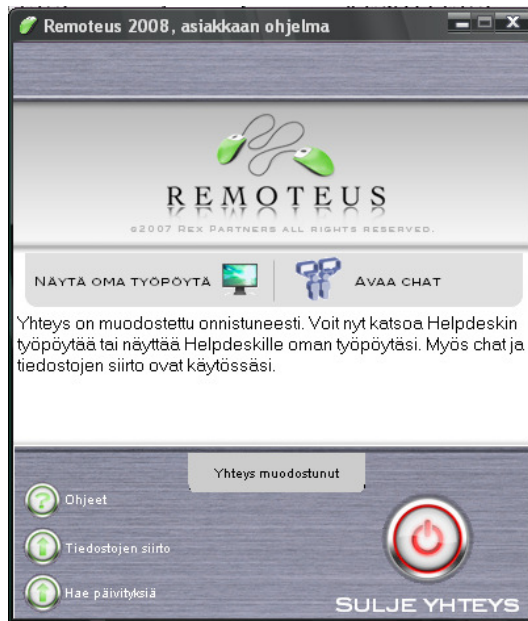 Remoteus 2008, asiakkaan ohjelma
REMOTEUS
©2007 REX PARTNERS ALL RIGHTS RESERVED.
NÄYTÄ OMA TYÖPÖYTÄ
AVAA CHAT
Yhteys on muodostettu onnistuneesti. Voit nyt katsoa Helpdeskin
työpöytää tai näyttää Helpdeskille oman työpöytäsi. Myös chat ja
tiedostojen siirto ovat käytössäsi.
Yhteys muodostunut
Ohjeet
Tiedostojen siirto
Hae päivityksiä
SULJE YHTEYS